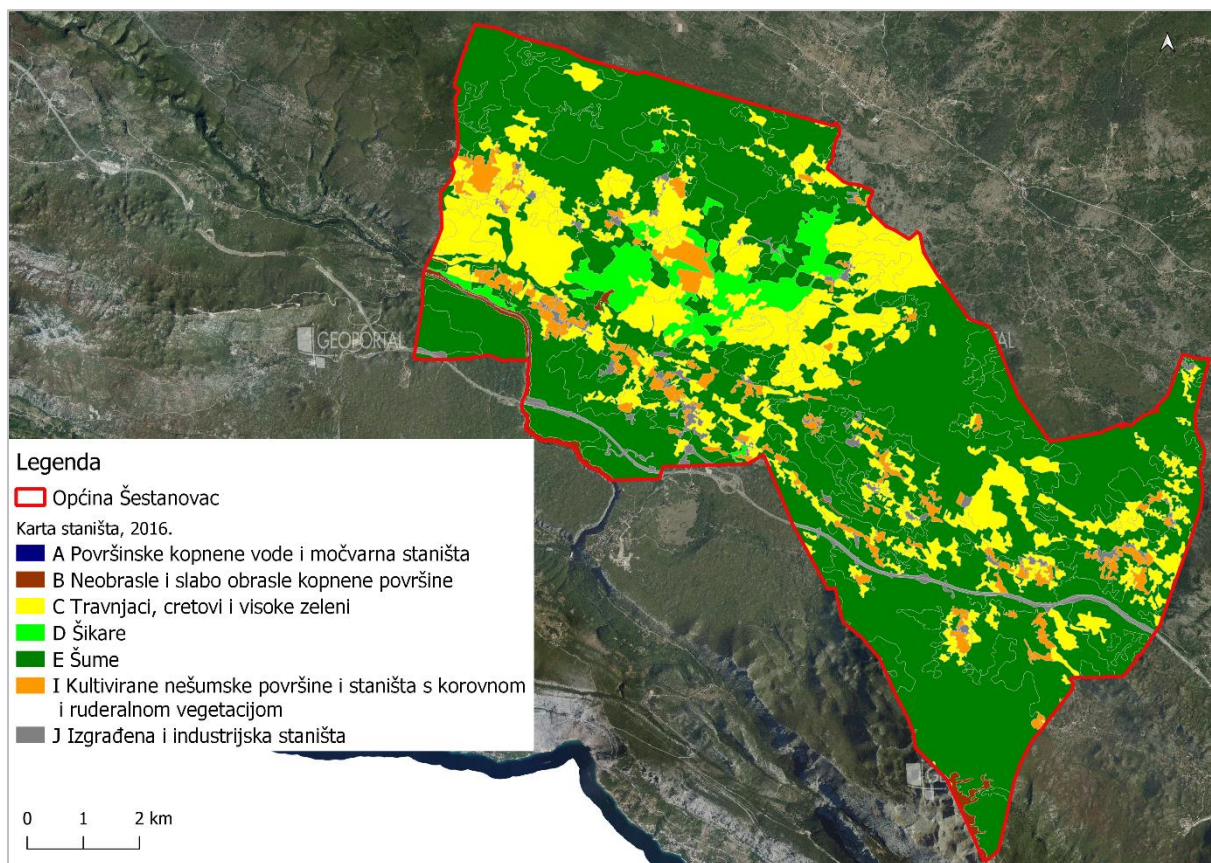 GEOPORTAL
Legenda
Općina Šestanovac
Karta staništa, 2016.
A Površinske kopnene vode i močvarna staništa
B Neobrasle i slabo obrasle kopnene površine
C Travnjaci, cretovi i visoke zeleni
D Šikare
E Šume
I Kultivirane nešumske površine i staništa s korovnom
i ruderalnom vegetacijom
J Izgrađena i industrijska staništa
0 1 2 km